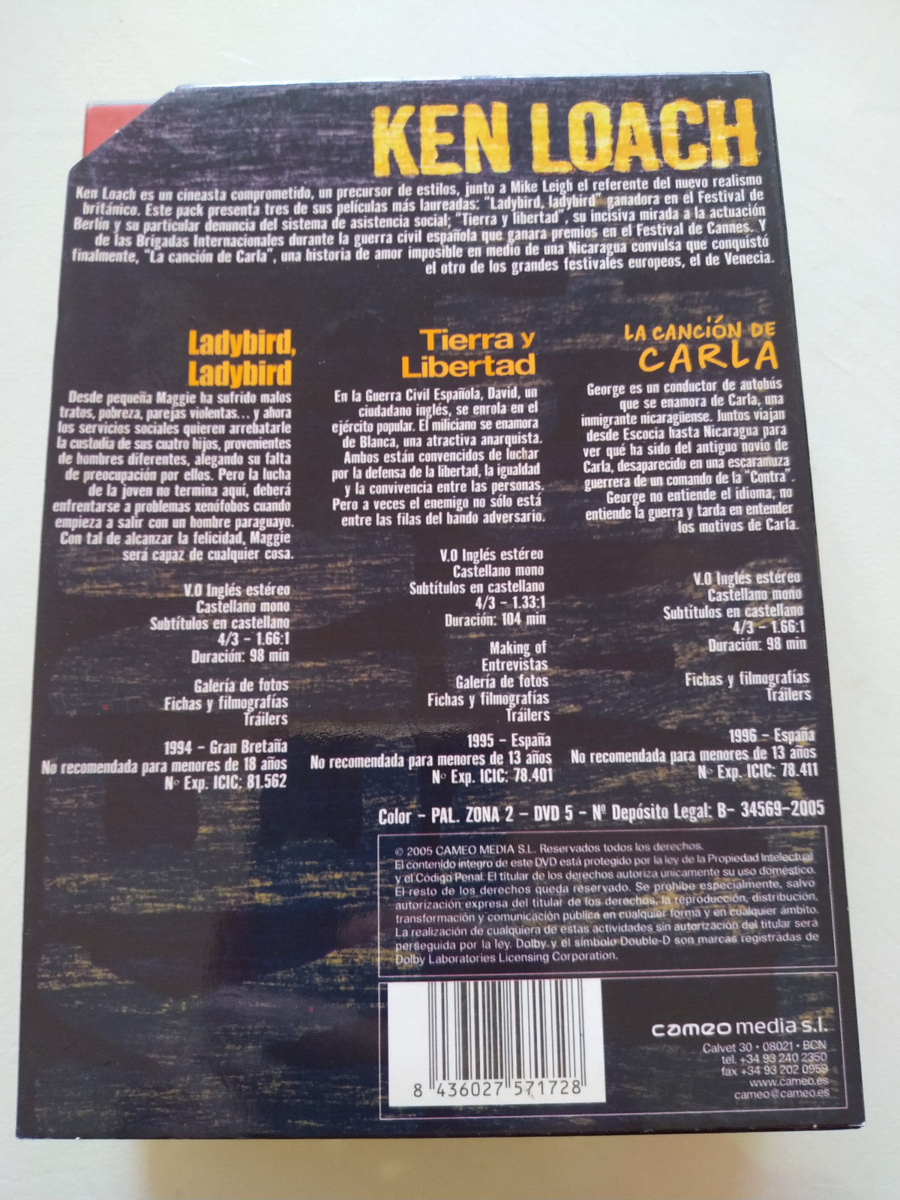 KEN LOACH
Ken Loach es un cineasta comprometido, un precursor de estilos, junto a Mike Leigh el referente del nuevo realismo
británico. Este pack presenta tres de sus películas más laureadas: "Ladybird, ladybird" ganadora en el Festival de
Berlín y su particular denuncia del sistema de asistencia social; "Tierra y libertad", su incisiva mirada a la actuación
de las Brigadas Internacionales durante la guerra civil española que ganara premios en el Festival de Cannes. Y
finalmente, "La canción de Carla", una historia de amor imposible en medio de una Nicaragua convulsa que conquistó
el otro de los grandes festivales europeos, el de Venecia.
Ladybird,
Ladybird
Desde pequeña Maggie ha sufrido malos
tratos, pobreza, parejas violentas... y ahora
los servicios sociales quieren arrebatarle
la custodia de sus cuatro hijos, provenientes
de hombres diferentes, alegando su falta
de preocupación por ellos. Pero la lucha
de la joven no termina aquí, deberá
enfrentarse a problemas xenófobos cuando
empieza a salir con un hombre paraguayo.
Con tal de alcanzar la felicidad, Maggie
será capaz de cualquier cosa.
V.O Inglés estéreo
Castellano mono
Subtítulos en castellano
4/3 - 1.66:1
Duración: 98 min
Galería de fotos
Fichas y filmografías
Tráilers
1994 - Gran Bretaña
No recomendada para menores de 18 años
Nº Exp. ICIC: 81.562
Tierra y
Libertad
En la Guerra Civil Española, David, un
ciudadano inglés, se enrola en el
ejército popular. El miliciano se enamora
de Blanca, una atractiva anarquista.
Ambos están convencidos de luchar
por la defensa de la libertad, la igualdad
y la convivencia entre las personas.
Pero a veces el enemigo no sólo está
entre las filas del bando adversario.
V.O Inglés estéreo
Castellano mono
Subtítulos en castellano
4/3 - 1.33:1
Duración: 104 min
Making of
Entrevistas
Galería de fotos
Fichas y filmografías
Tráilers
1995 - España
No recomendada para menores de 13 años
Nº Exp. ICIC: 78.401
LA CANCIÓN DE
CARLA
George es un conductor de autobús
que se enamora de Carla, una
inmigrante nicaragüense. Juntos viajan
desde Escocia hasta Nicaragua para
ver qué ha sido del antiguo novio de
Carla, desaparecido en una escaramuza
guerrera de un comando de la "Contra".
George no entiende el idioma, no
entiende la guerra y tarda en entender
los motivos de Carla.
V.O Inglés estéreo
Castellano mono
Subtítulos en castellano
4/3 - 1.66:1
Duración: 98 min
Fichas y filmografías
Tráilers
1996 - España
No recomendada para menores de 13 años
Nº Exp. ICIC: 78.411
Color - PAL. ZONA 2 - DVD 5 - Nº Depósito Legal: B- 34569-2005
© 2005 CAMEO MEDIA S.L. Reservados todos los derechos.
El contenido íntegro de este DVD está protegido por la ley de la Propiedad Intelectual
y el Código Penal. El titular de los derechos autoriza únicamente su uso doméstico.
El resto de los derechos queda reservado. Se prohíbe especialmente, salvo
autorización expresa del titular de los derechos, la reproducción, distribución,
transformación y comunicación pública en cualquier forma y en cualquier ámbito.
La realización de cualquiera de estas actividades sin autorización del titular será
perseguida por la ley. Dolby y el símbolo Double-D son marcas registradas de
Dolby Laboratories Licensing Corporation.
8 436027 571728
cameo media s.l.
Calvet 30 · 08021 · BCN
tel. +34 93 240 2350
fax +34 93 202 0959
www.cameo.es
cameo@cameo.es